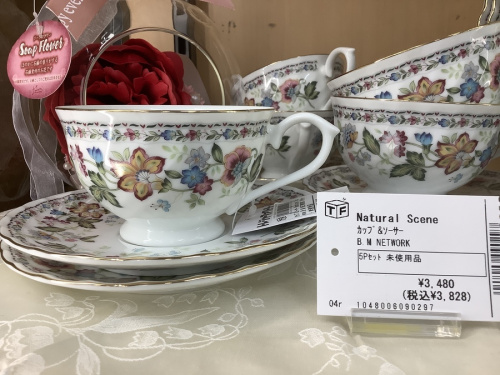 y eve
Soap Flower
TF
Natural Scene
カップ&ソーサー
B.M NETWORK
5Pセット 未使用品
¥3,480
(税込¥3,828)
04r 1048006090297